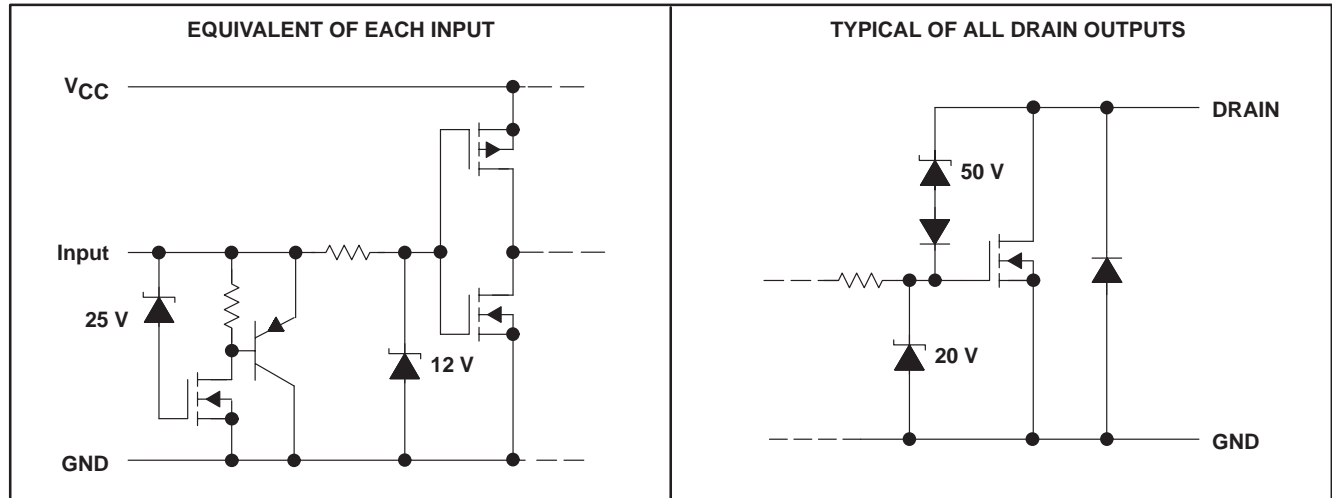 EQUIVALENT OF EACH INPUT
VCC
Input
25 V
12 V
GND
TYPICAL OF ALL DRAIN OUTPUTS
DRAIN
50 V
20 V
GND